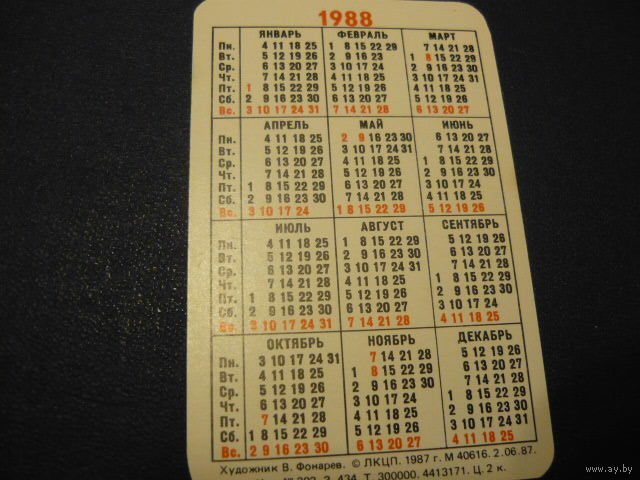 1988
ЯНВАРЬ ФЕВРАЛЬ МАРТ
Пн. 4 11 18 25 1 8 15 22 29 7 14 21 28
Вт. 5 12 19 26 2 9 16 23 1 8 15 22 29
Ср. 6 13 20 27 3 10 17 24 2 9 16 23 30
Чт. 7 14 21 28 4 11 18 25 3 10 17 24 31
Пт. 1 8 15 22 29 5 12 19 26 4 11 18 25
Сб. 2 9 16 23 30 6 13 20 27 5 12 19 26
Вс. 3 10 17 24 31 7 14 21 28 6 13 20 27
АПРЕЛЬ МАЙ ИЮНЬ
Пн. 4 11 18 25 2 9 16 23 30 6 13 20 27
Вт. 5 12 19 26 3 10 17 24 31 7 14 21 28
Ср. 6 13 20 27 4 11 18 25 1 8 15 22 29
Чт. 7 14 21 28 5 12 19 26 2 9 16 23 30
Пт. 1 8 15 22 29 6 13 20 27 3 10 17 24
Сб. 2 9 16 23 30 7 14 21 28 4 11 18 25
Вс. 3 10 17 24 1 8 15 22 29 5 12 19 26
ИЮЛЬ АВГУСТ СЕНТЯБРЬ
Пн. 4 11 18 25 1 8 15 22 29 5 12 19 26
Вт. 5 12 19 26 2 9 16 23 30 6 13 20 27
Ср. 6 13 20 27 3 10 17 24 31 7 14 21 28
Чт. 7 14 21 28 4 11 18 25 1 8 15 22 29
Пт. 1 8 15 22 29 5 12 19 26 2 9 16 23 30
Сб. 2 9 16 23 30 6 13 20 27 3 10 17 24
Вс. 3 10 17 24 31 7 14 21 28 4 11 18 25
ОКТЯБРЬ НОЯБРЬ ДЕКАБРЬ
Пн. 3 10 17 24 31 7 14 21 28 5 12 19 26
Вт. 4 11 18 25 1 8 15 22 29 6 13 20 27
Ср. 5 12 19 26 2 9 16 23 30 7 14 21 28
Чт. 6 13 20 27 3 10 17 24 1 8 15 22 29
Пт. 7 14 21 28 4 11 18 25 2 9 16 23 30
Сб. 1 8 15 22 29 5 12 19 26 3 10 17 24 31
Вс. 2 9 16 23 30 6 13 20 27 4 11 18 25
Художник В. Фонарев. © ЛКЦП. 1987 г. М 40616. 2.06.87.
434. Т. 300000. 4413171. Ц. 2 к.
www.ay.by